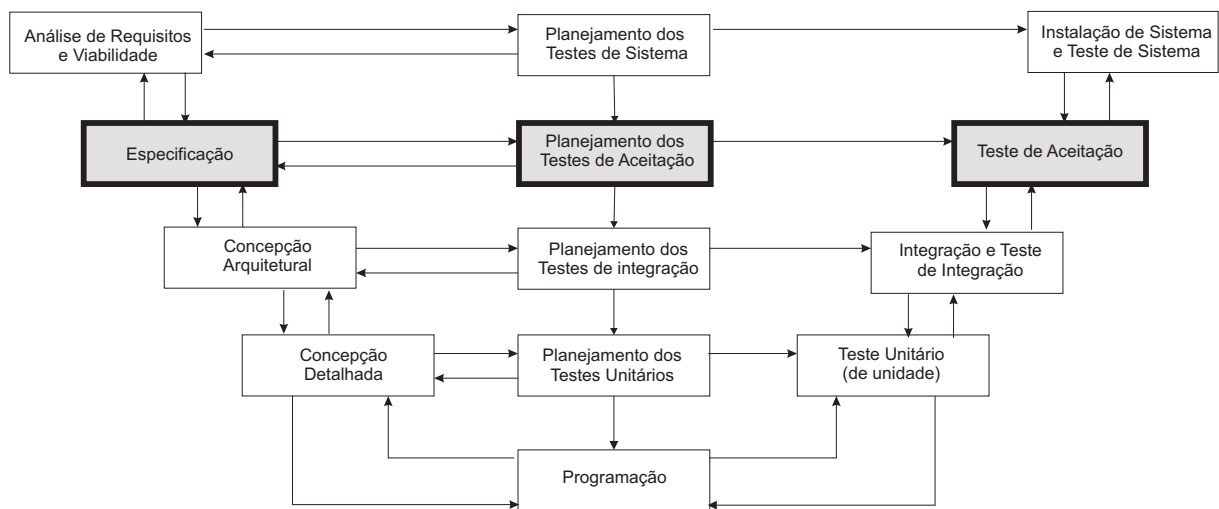 Análise de Requisitos
e Viabilidade
Planejamento dos
Testes de Sistema
Instalação de Sistema
e Teste de Sistema
Especificação
Planejamento dos
Testes de Aceitação
Teste de Aceitação
Concepção
Arquitetural
Planejamento dos
Testes de integração
Integração e Teste
de Integração
Concepção
Detalhada
Planejamento dos
Testes Unitários
Teste Unitário
(de unidade)
Programação